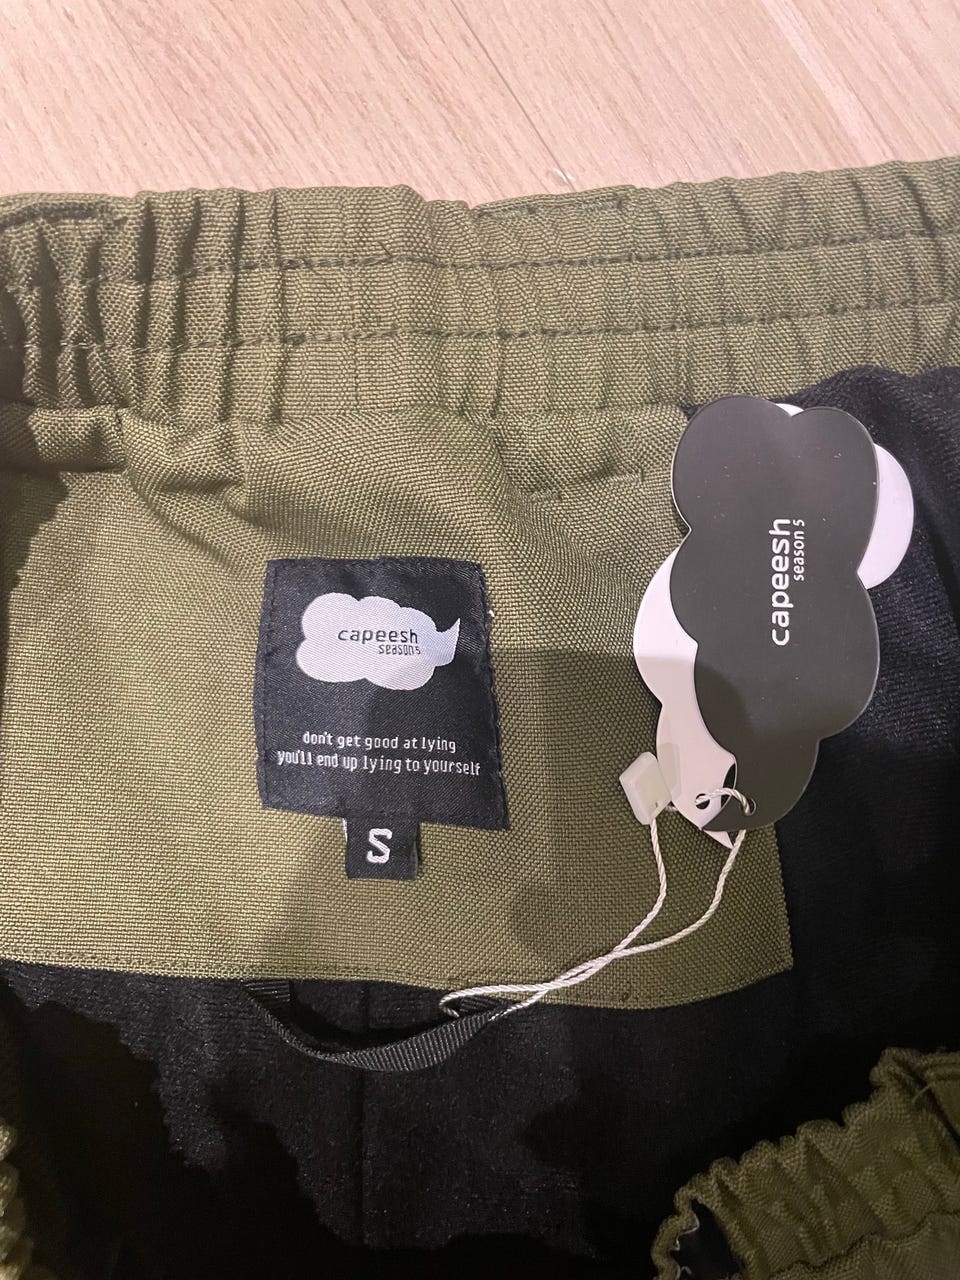 capeesh
season5
don't get good at lying
you'll end up lying to yourself
S
capeesh
season 5